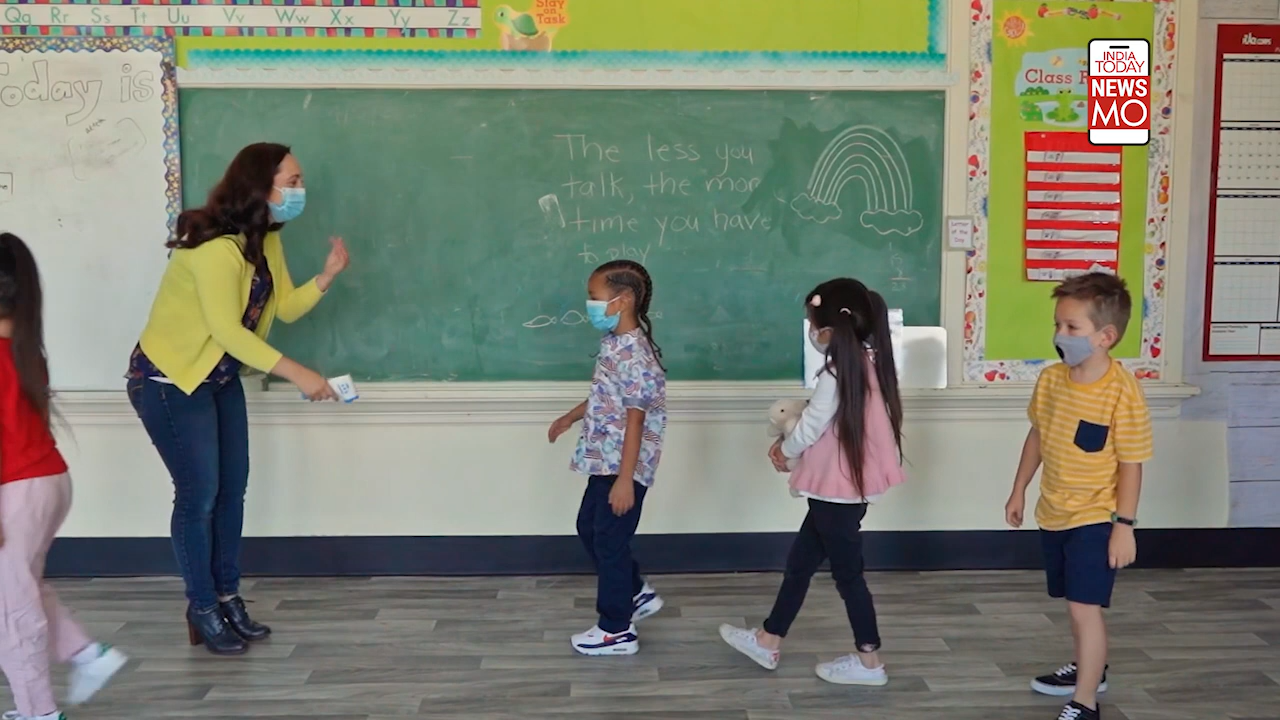 Qq Rr Ss Tt Uu Vv Ww Xx Yy Zz
Stay
on
Task
Today is
The less you
talk, the mor
time you have
to play
Class
INDIA
TODAY
NEWS
MO